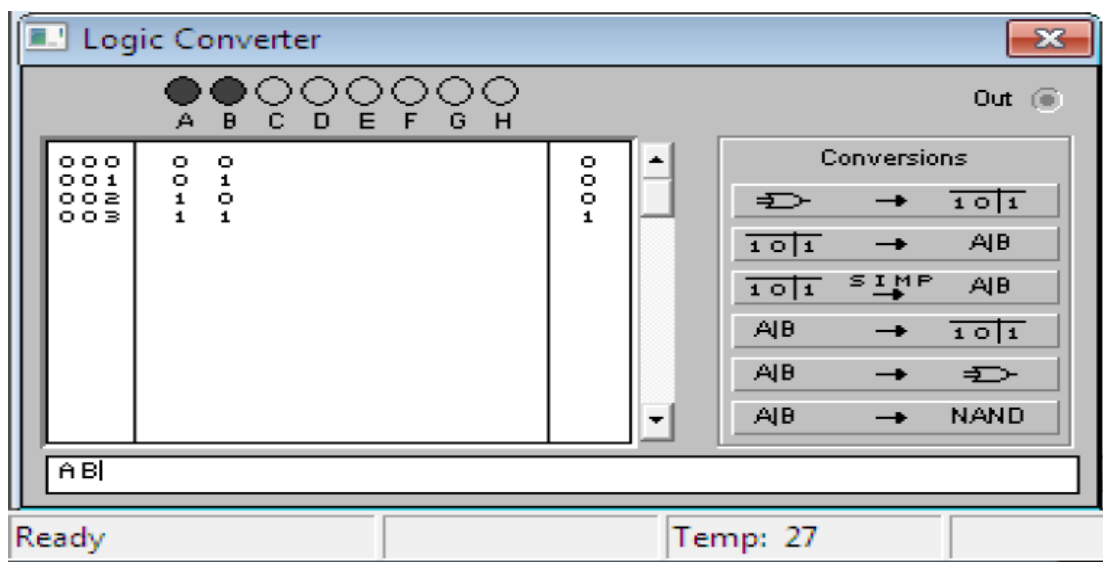 Logic Converter
Out
A B C D E F G H
Conversions
000 0 0 0
001 0 1 0
002 1 0 0
003 1 1 1
→ 1 0 1
1 0 1 → A|B
1 0 1 SIMP → A|B
A|B → 1 0 1
A|B →
A|B → NAND
A B
Ready Temp: 27